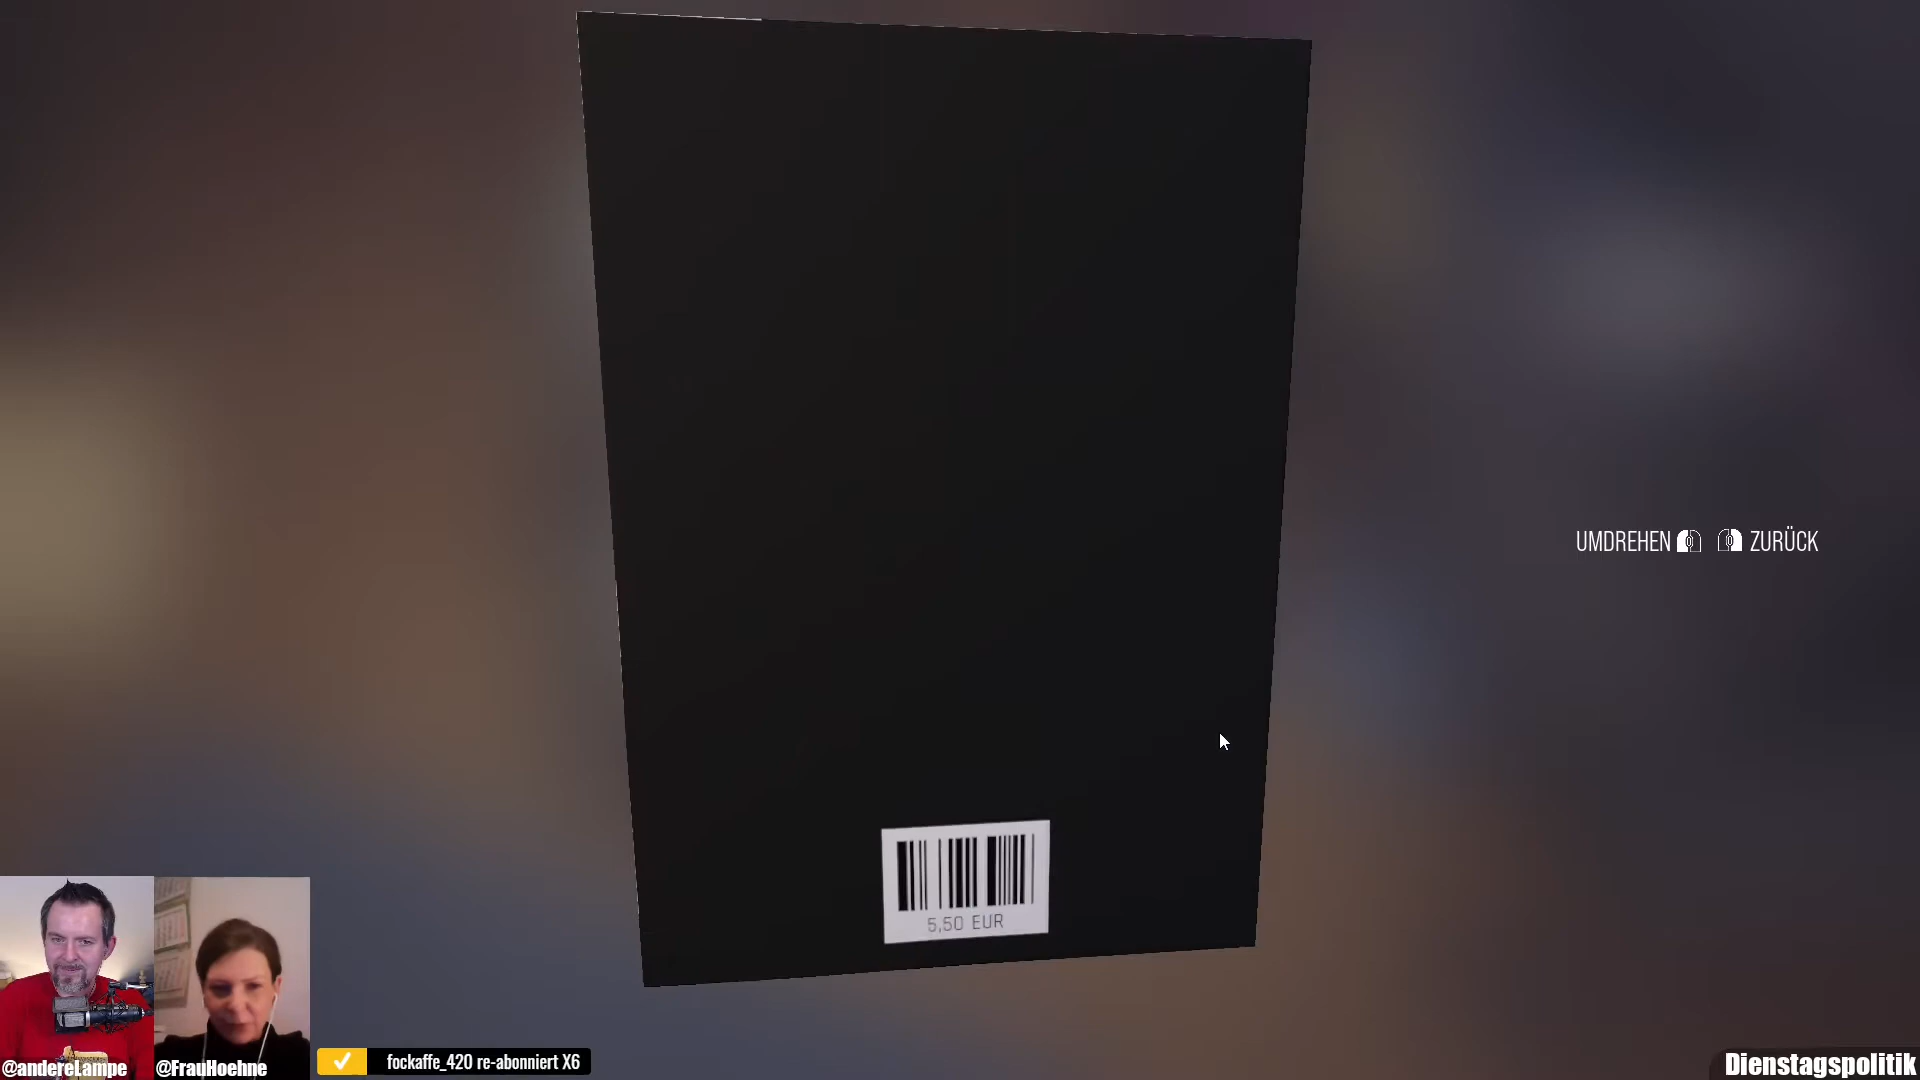 UMDREHEN ZURÜCK
5,50 EUR
@andereLampe
@FrauHoehne
fockaffe_420 re-abonniert X6
Dienstagspolitik